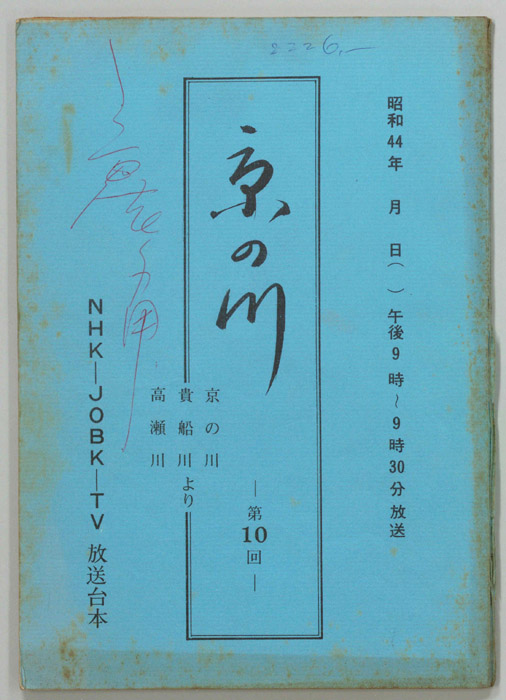 2226,—
昭和44年　月　日（　）午後9時～9時30分放送
京の川
京の川
貴船川より
高瀬川
―第10回―
NHK―JOBK―TV 放送台本